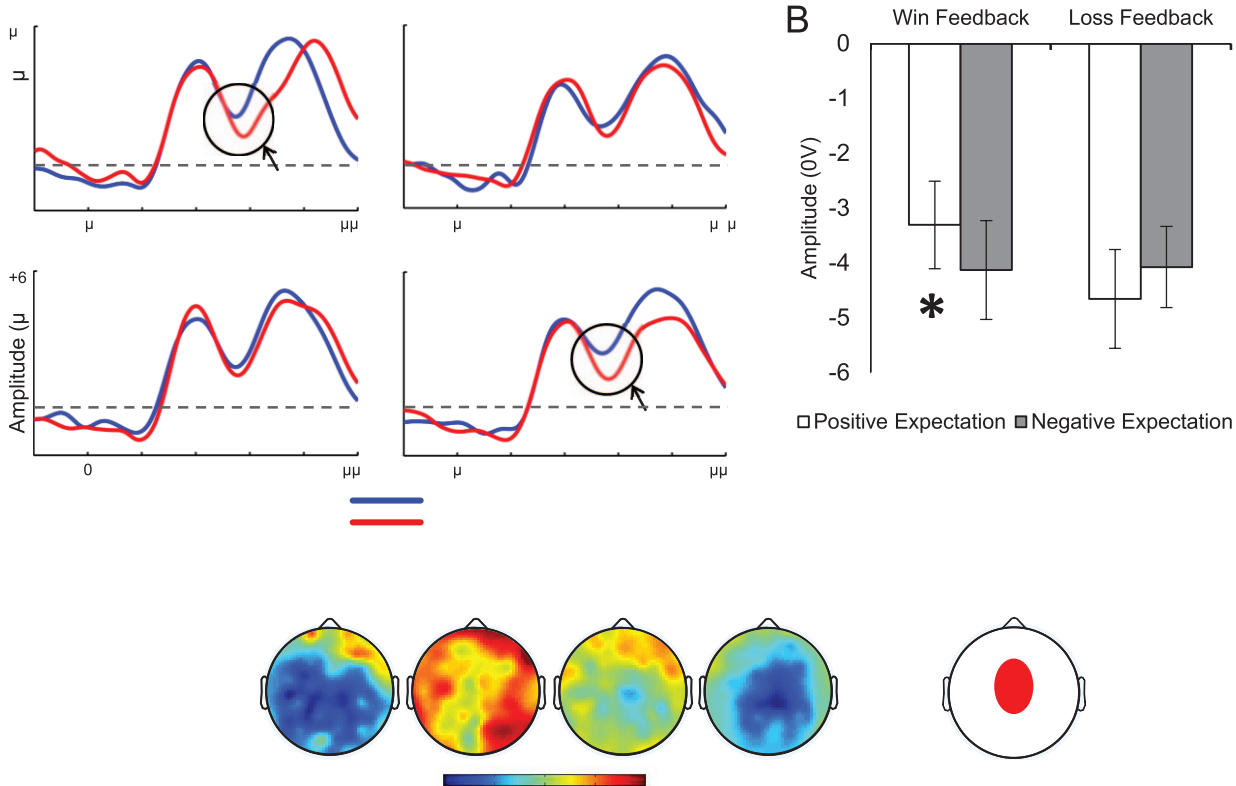 µ
µ
µ
µµ
µ
µ µ
+6
Amplitude (µ
0
µµ
µ
µµ
B
Win Feedback
Loss Feedback
-0
-1
-2
-3
-4
-5
-6
Amplitude (0V)
*
Positive Expectation
Negative Expectation